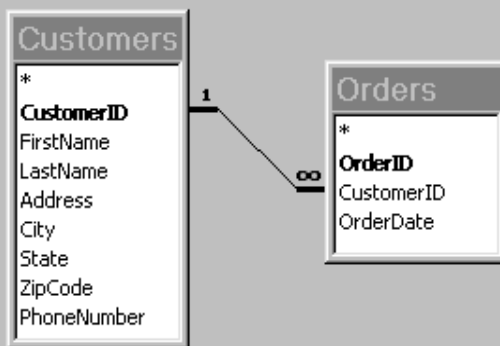 Customers
*
CustomerID
FirstName
LastName
Address
City
State
ZipCode
PhoneNumber
1
∞
Orders
*
OrderID
CustomerID
OrderDate